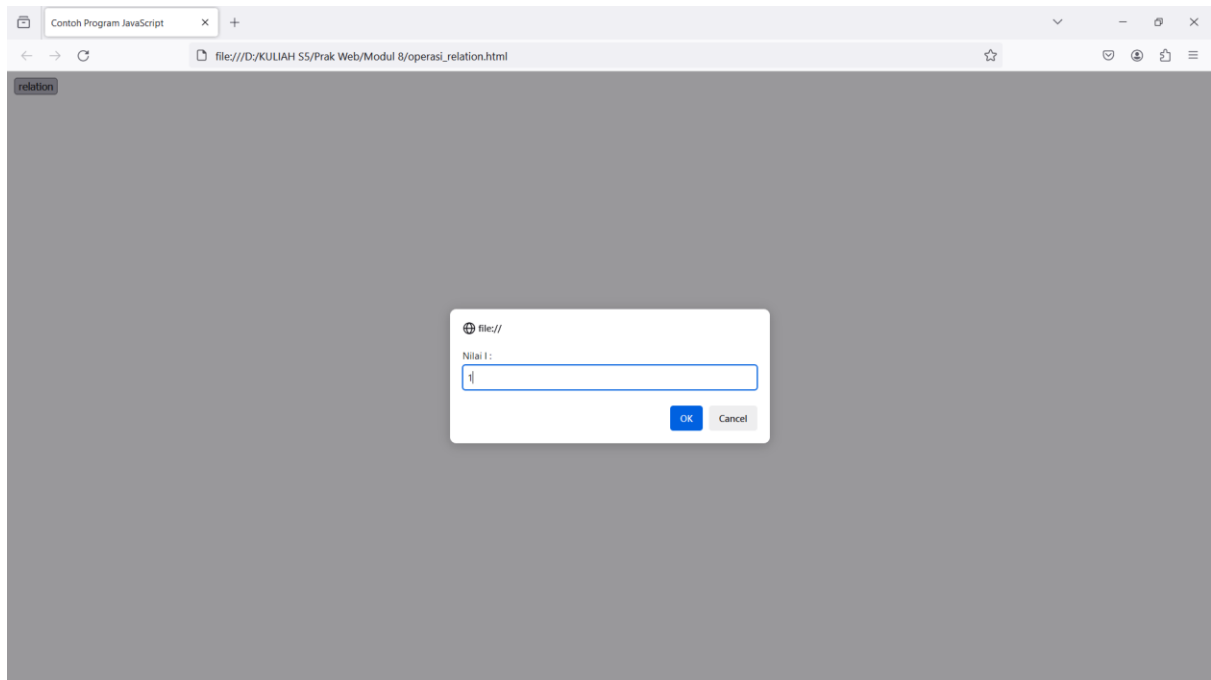 Contoh Program JavaScript
file:///D:/KULIAH S5/Prak Web/Modul 8/operasi_relation.html
relation
file://
Nilai I :
1
OK Cancel